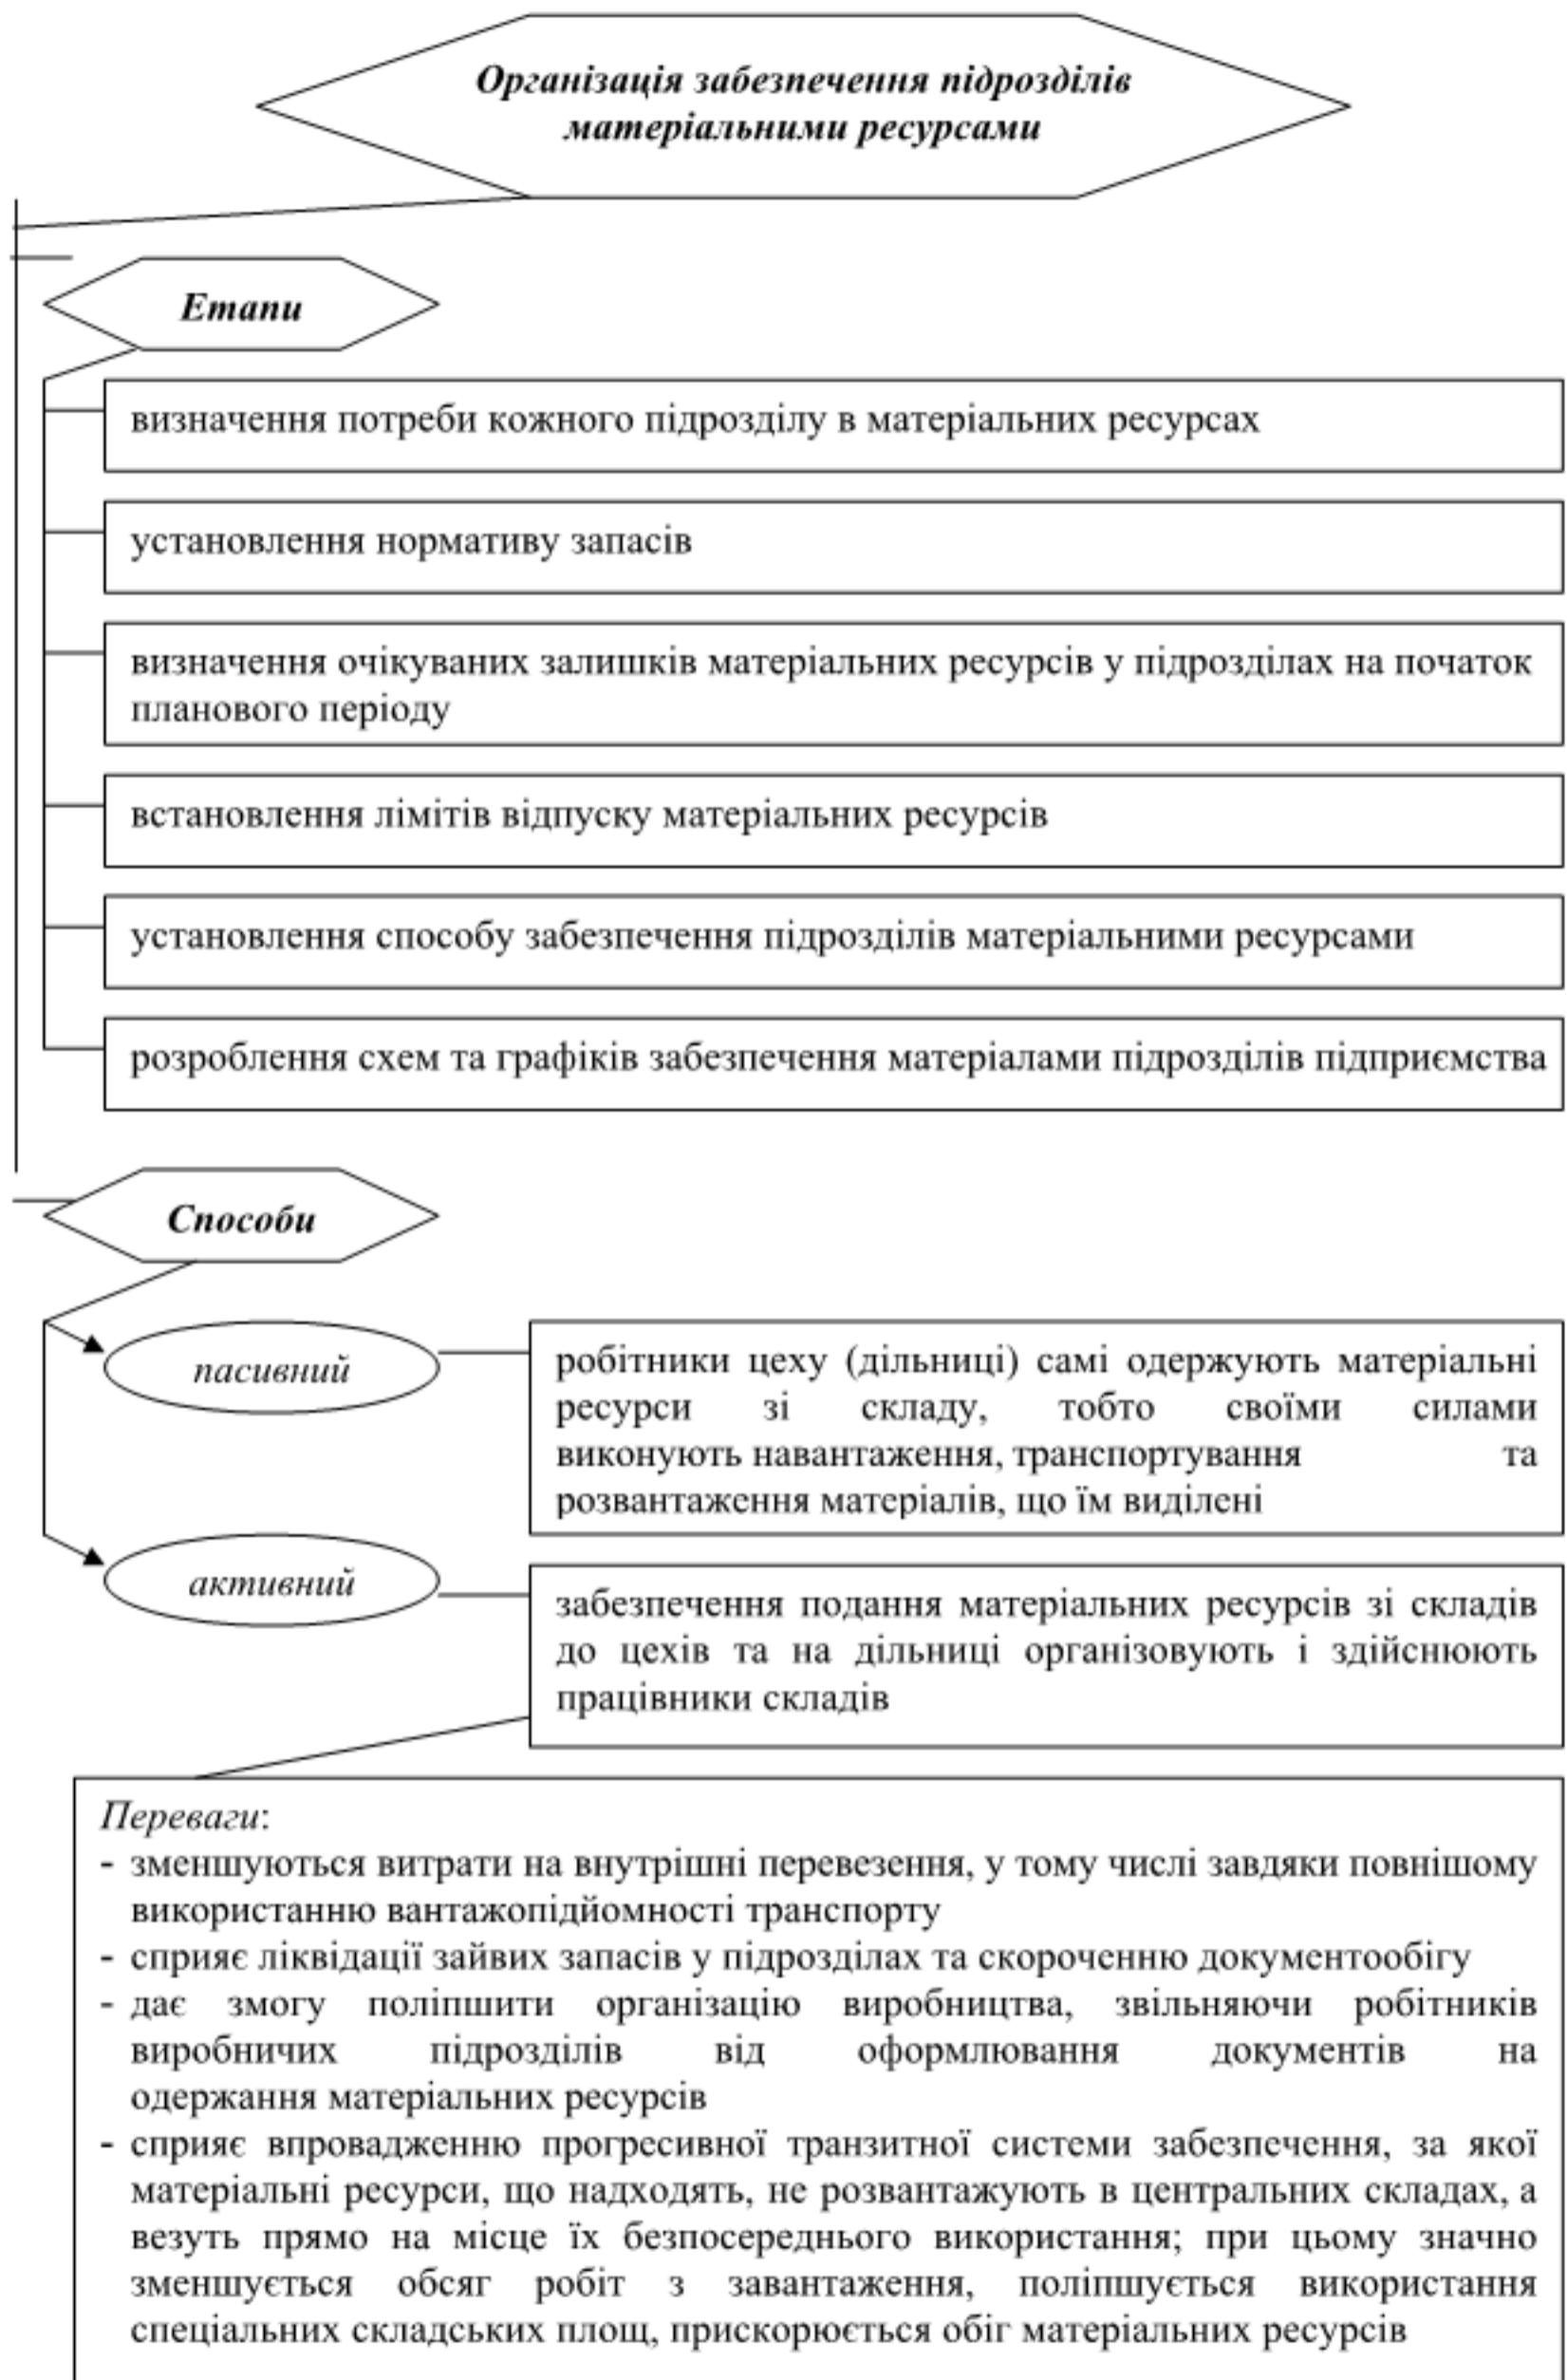 Організація забезпечення підрозділів
матеріальними ресурсами
Етапи
визначення потреби кожного підрозділу в матеріальних ресурсах
установлення нормативу запасів
визначення очікуваних залишків матеріальних ресурсів у підрозділах на початок
планового періоду
встановлення лімітів відпуску матеріальних ресурсів
установлення способу забезпечення підрозділів матеріальними ресурсами
розроблення схем та графіків забезпечення матеріалами підрозділів підприємства
Способи
пасивний
робітники цеху (дільниці) самі одержують матеріальні
ресурси зі складу, тобто своїми силами
виконують навантаження, транспортування та
розвантаження матеріалів, що їм виділені
активний
забезпечення подання матеріальних ресурсів зі складів
до цехів та на дільниці організовують і здійснюють
працівники складів
Переваги:
- зменшуються витрати на внутрішні перевезення, у тому числі завдяки повнішому
використанню вантажопідйомності транспорту
- сприяє ліквідації зайвих запасів у підрозділах та скороченню документообігу
- дає змогу поліпшити організацію виробництва, звільняючи робітників
виробничих підрозділів від оформлювання документів на
одержання матеріальних ресурсів
- сприяє впровадженню прогресивної транзитної системи забезпечення, за якої
матеріальні ресурси, що надходять, не розвантажують в центральних складах, а
везуть прямо на місце їх безпосереднього використання; при цьому значно
зменшується обсяг робіт з завантаження, поліпшується використання
спеціальних складських площ, прискорюється обіг матеріальних ресурсів